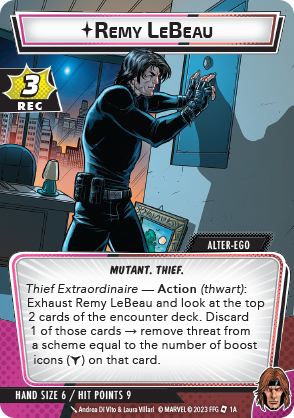 REMY LEBEAU
3
REC
ALTER-EGO
MUTANT. THIEF.
Thief Extraordinaire — Action (thwart):
Exhaust Remy LeBeau and look at the top
2 cards of the encounter deck. Discard
1 of those cards → remove threat from
a scheme equal to the number of boost
icons () on that card.
HAND SIZE 6 / HIT POINTS 9
Andrea Di Vito & Laura Villari © MARVEL © 2023 FFG 1A